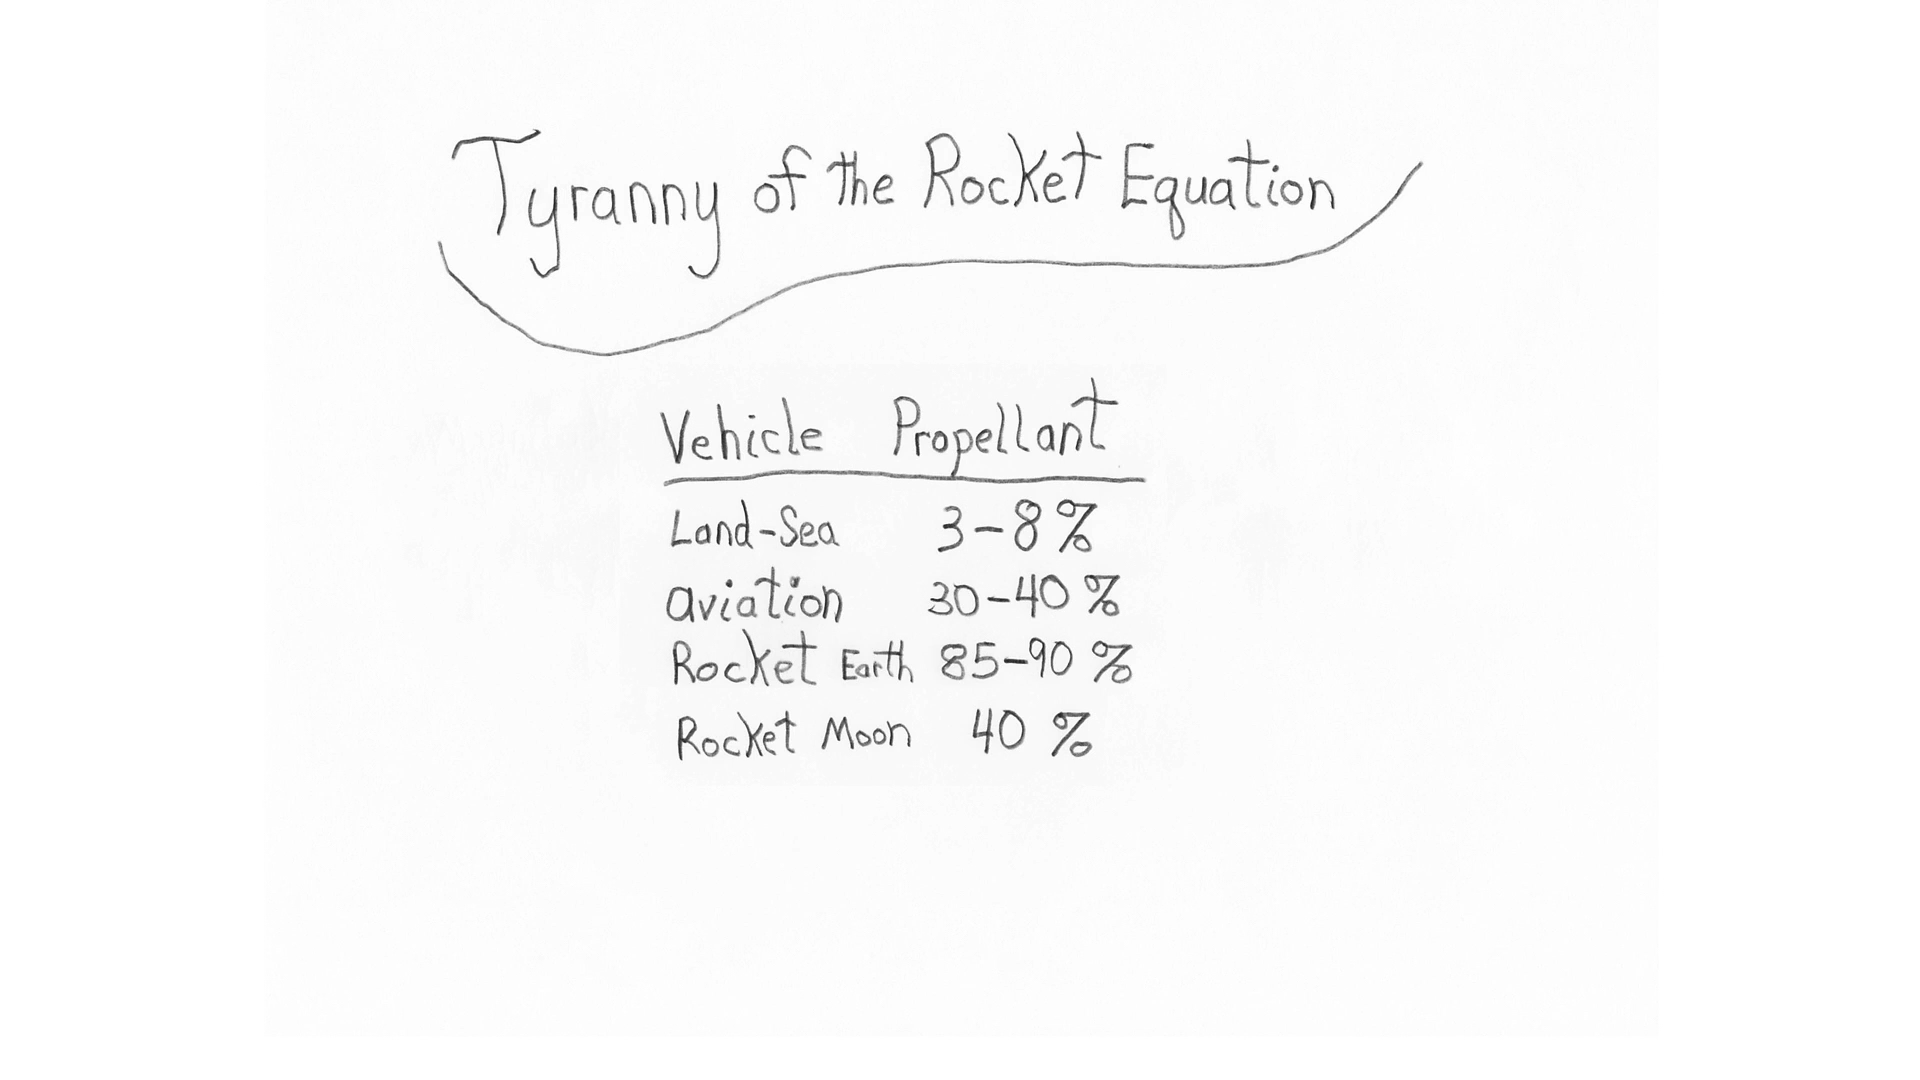 Tyranny of the Rocket Equation
Vehicle Propellant
Land-Sea 3-8%
aviation 30-40%
Rocket Earth 85-90%
Rocket Moon 40%